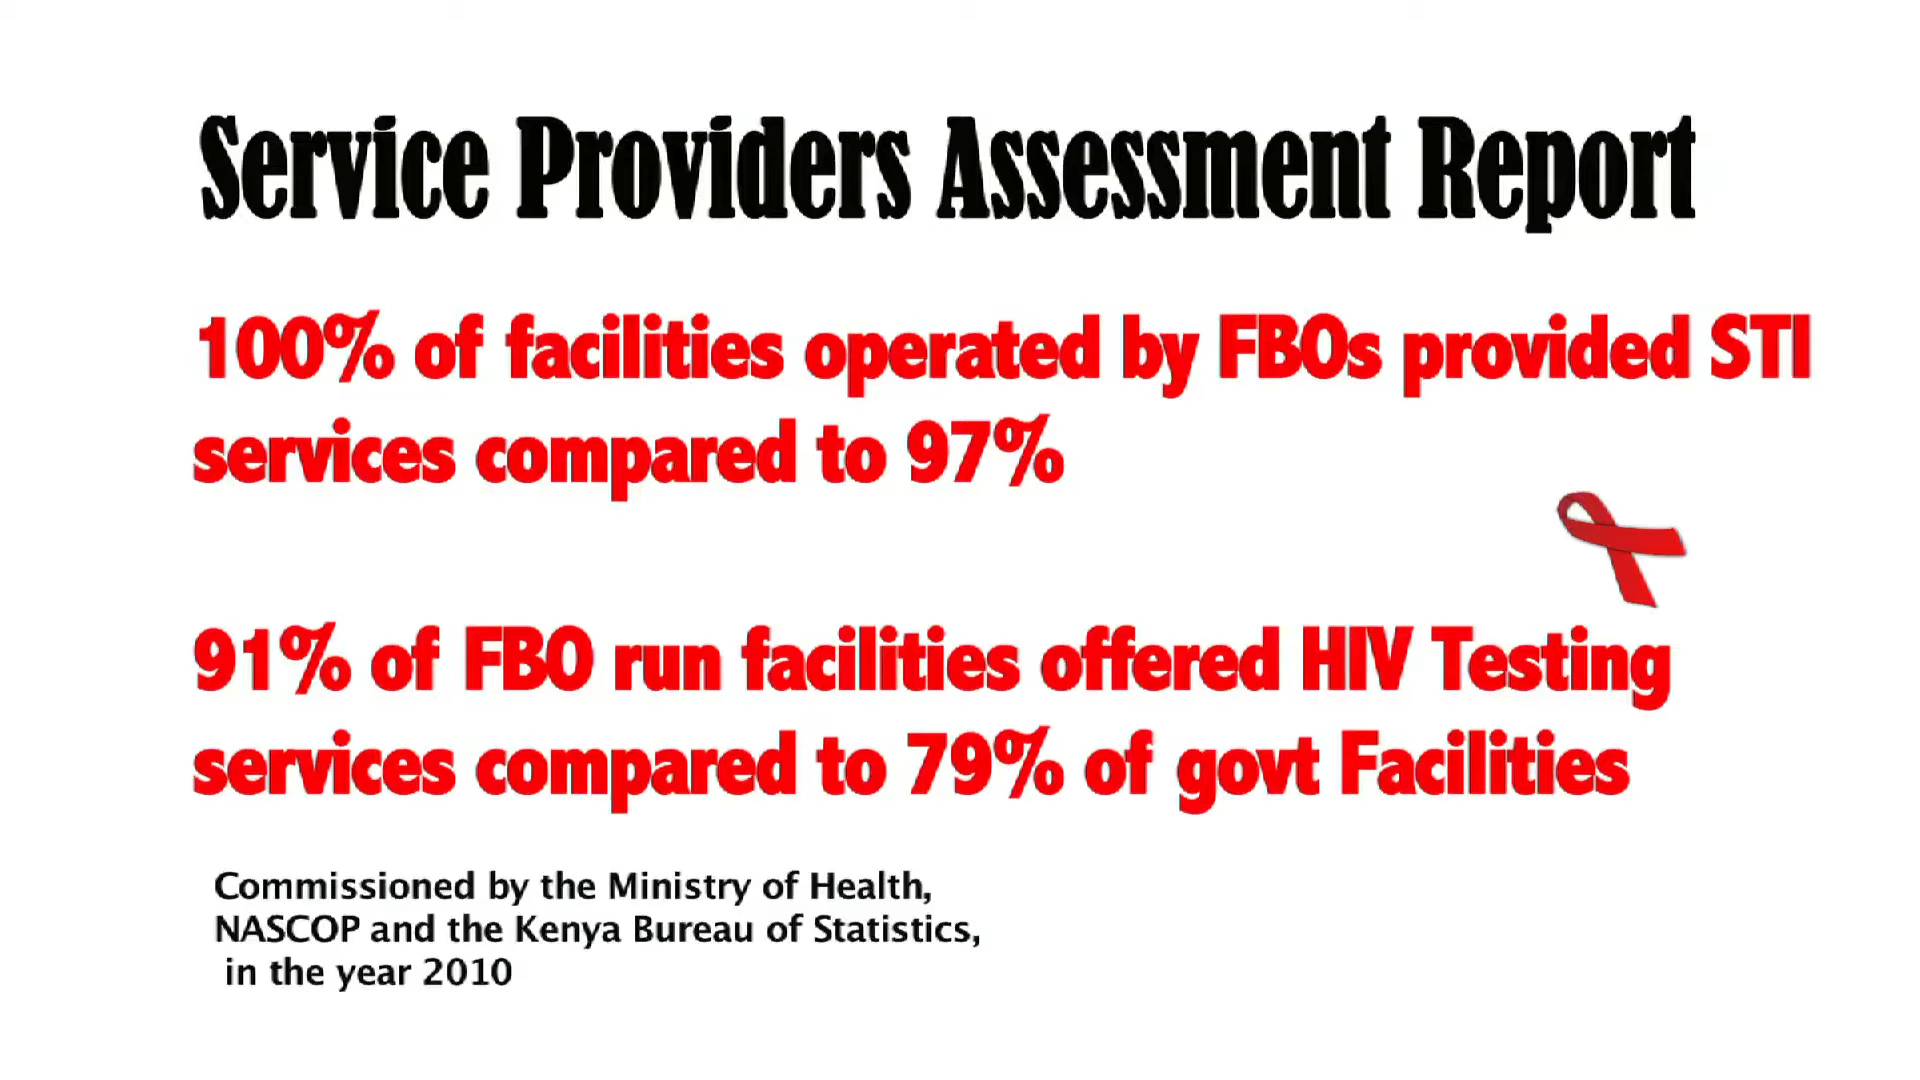 Service Providers Assessment Report
100% of facilities operated by FBOs provided STI
services compared to 97%
91% of FBO run facilities offered HIV Testing
services compared to 79% of govt Facilities
Commissioned by the Ministry of Health,
NASCOP and the Kenya Bureau of Statistics,
in the year 2010